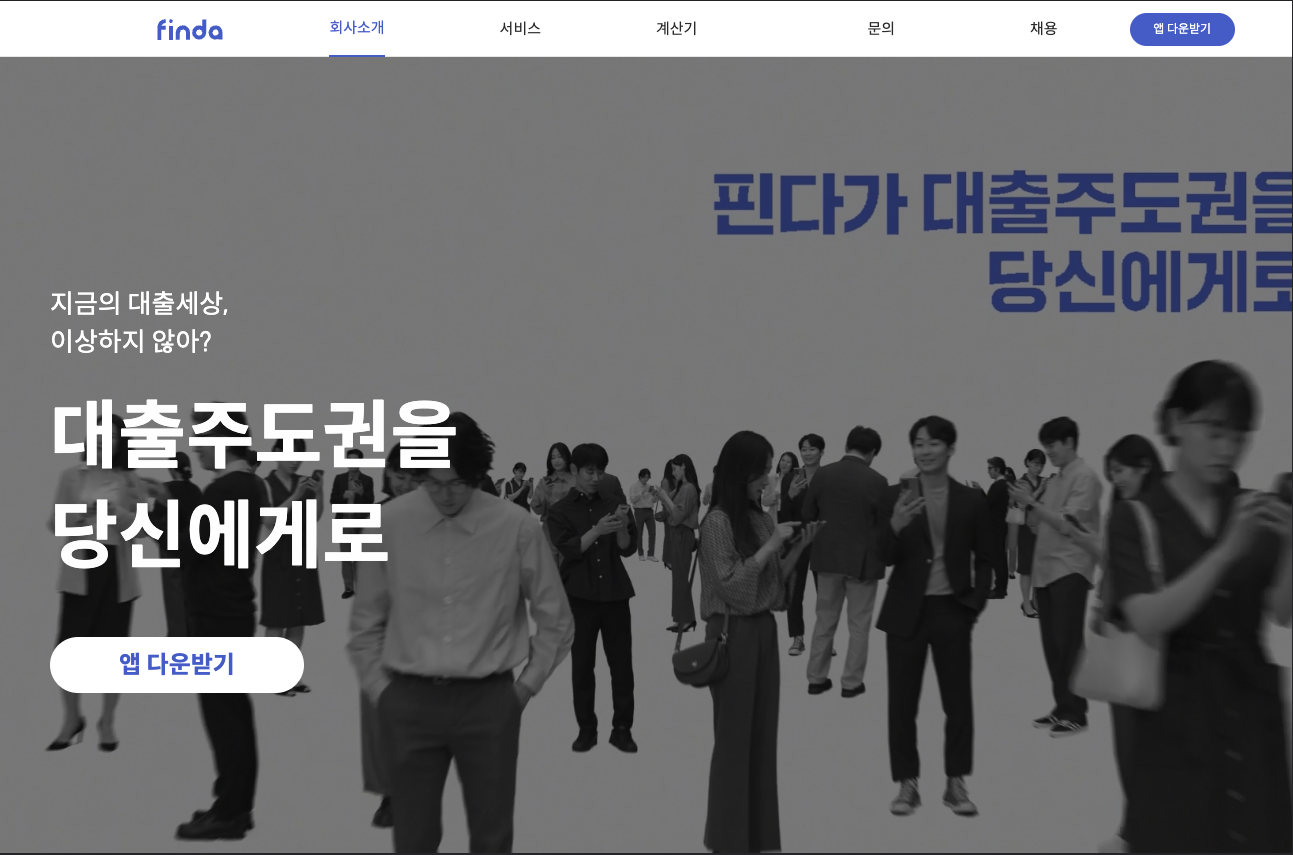 finda
회사소개
서비스
계산기
문의
채용
앱 다운받기
핀다가 대출주도권을
당신에게로
지금의 대출세상,
이상하지 않아?
대출주도권을
당신에게로
앱 다운받기